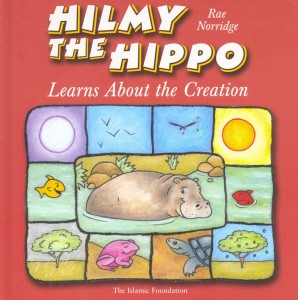 HILMY
THE HIPPO
Rae
Norridge
Learns About the Creation
The Islamic Foundation